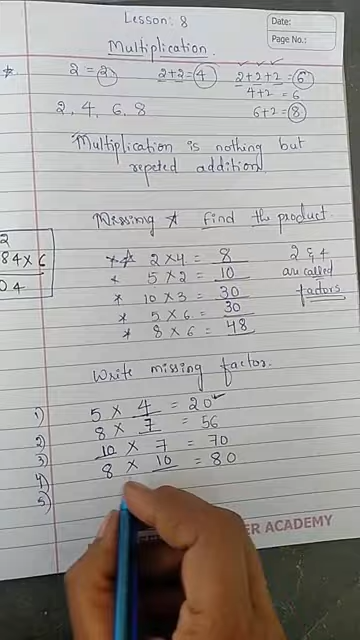 Lesson: 8
Date:
Page No.:
Multiplication.
* 2 = 2 2+2 = 4 2+2+2 = 6
4+2 = 6
2, 4, 6, 8 6+2 = 8
Multiplication is nothing but
repeted addition.
Missing * Find the product.
* * 2 × 4 = 8 2 & 4
* 5 × 2 = 10 are called
* 10 × 3 = 30 factors
* 5 × 6 = 30
* 8 × 6 = 48
2
84 × 6
04
Write missing factor.
1) 5 × 4 = 20 ✓
2) 8 × 7 = 56
3) 10 × 7 = 70
4) 8 × 10 = 80
5)
ACADEMY